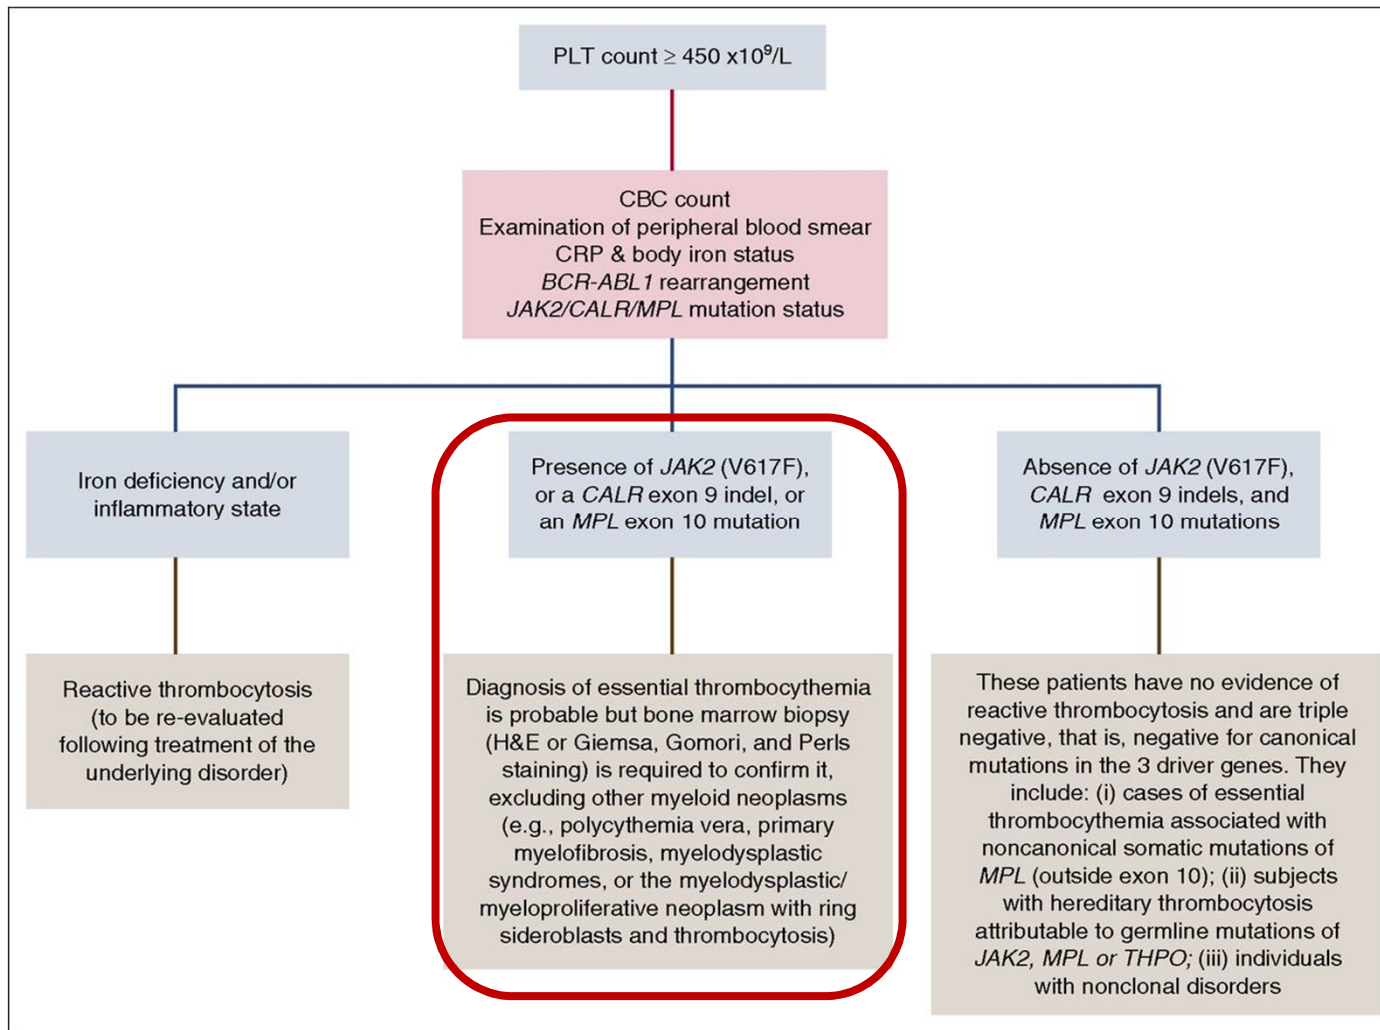 PLT count ≥ 450 x10⁹/L
CBC count
Examination of peripheral blood smear
CRP & body iron status
BCR-ABL1 rearrangement
JAK2/CALR/MPL mutation status
Iron deficiency and/or
inflammatory state
Presence of JAK2 (V617F),
or a CALR exon 9 indel, or
an MPL exon 10 mutation
Absence of JAK2 (V617F),
CALR exon 9 indels, and
MPL exon 10 mutations
Reactive thrombocytosis
(to be re-evaluated
following treatment of the
underlying disorder)
Diagnosis of essential thrombocythemia
is probable but bone marrow biopsy
(H&E or Giemsa, Gomori, and Perls
staining) is required to confirm it,
excluding other myeloid neoplasms
(e.g., polycythemia vera, primary
myelofibrosis, myelodysplastic
syndromes, or the myelodysplastic/
myeloproliferative neoplasm with ring
sideroblasts and thrombocytosis)
These patients have no evidence of
reactive thrombocytosis and are triple
negative, that is, negative for canonical
mutations in the 3 driver genes. They
include: (i) cases of essential
thrombocythemia associated with
noncanonical somatic mutations of
MPL (outside exon 10); (ii) subjects
with hereditary thrombocytosis
attributable to germline mutations of
JAK2, MPL or THPO; (iii) individuals
with nonclonal disorders